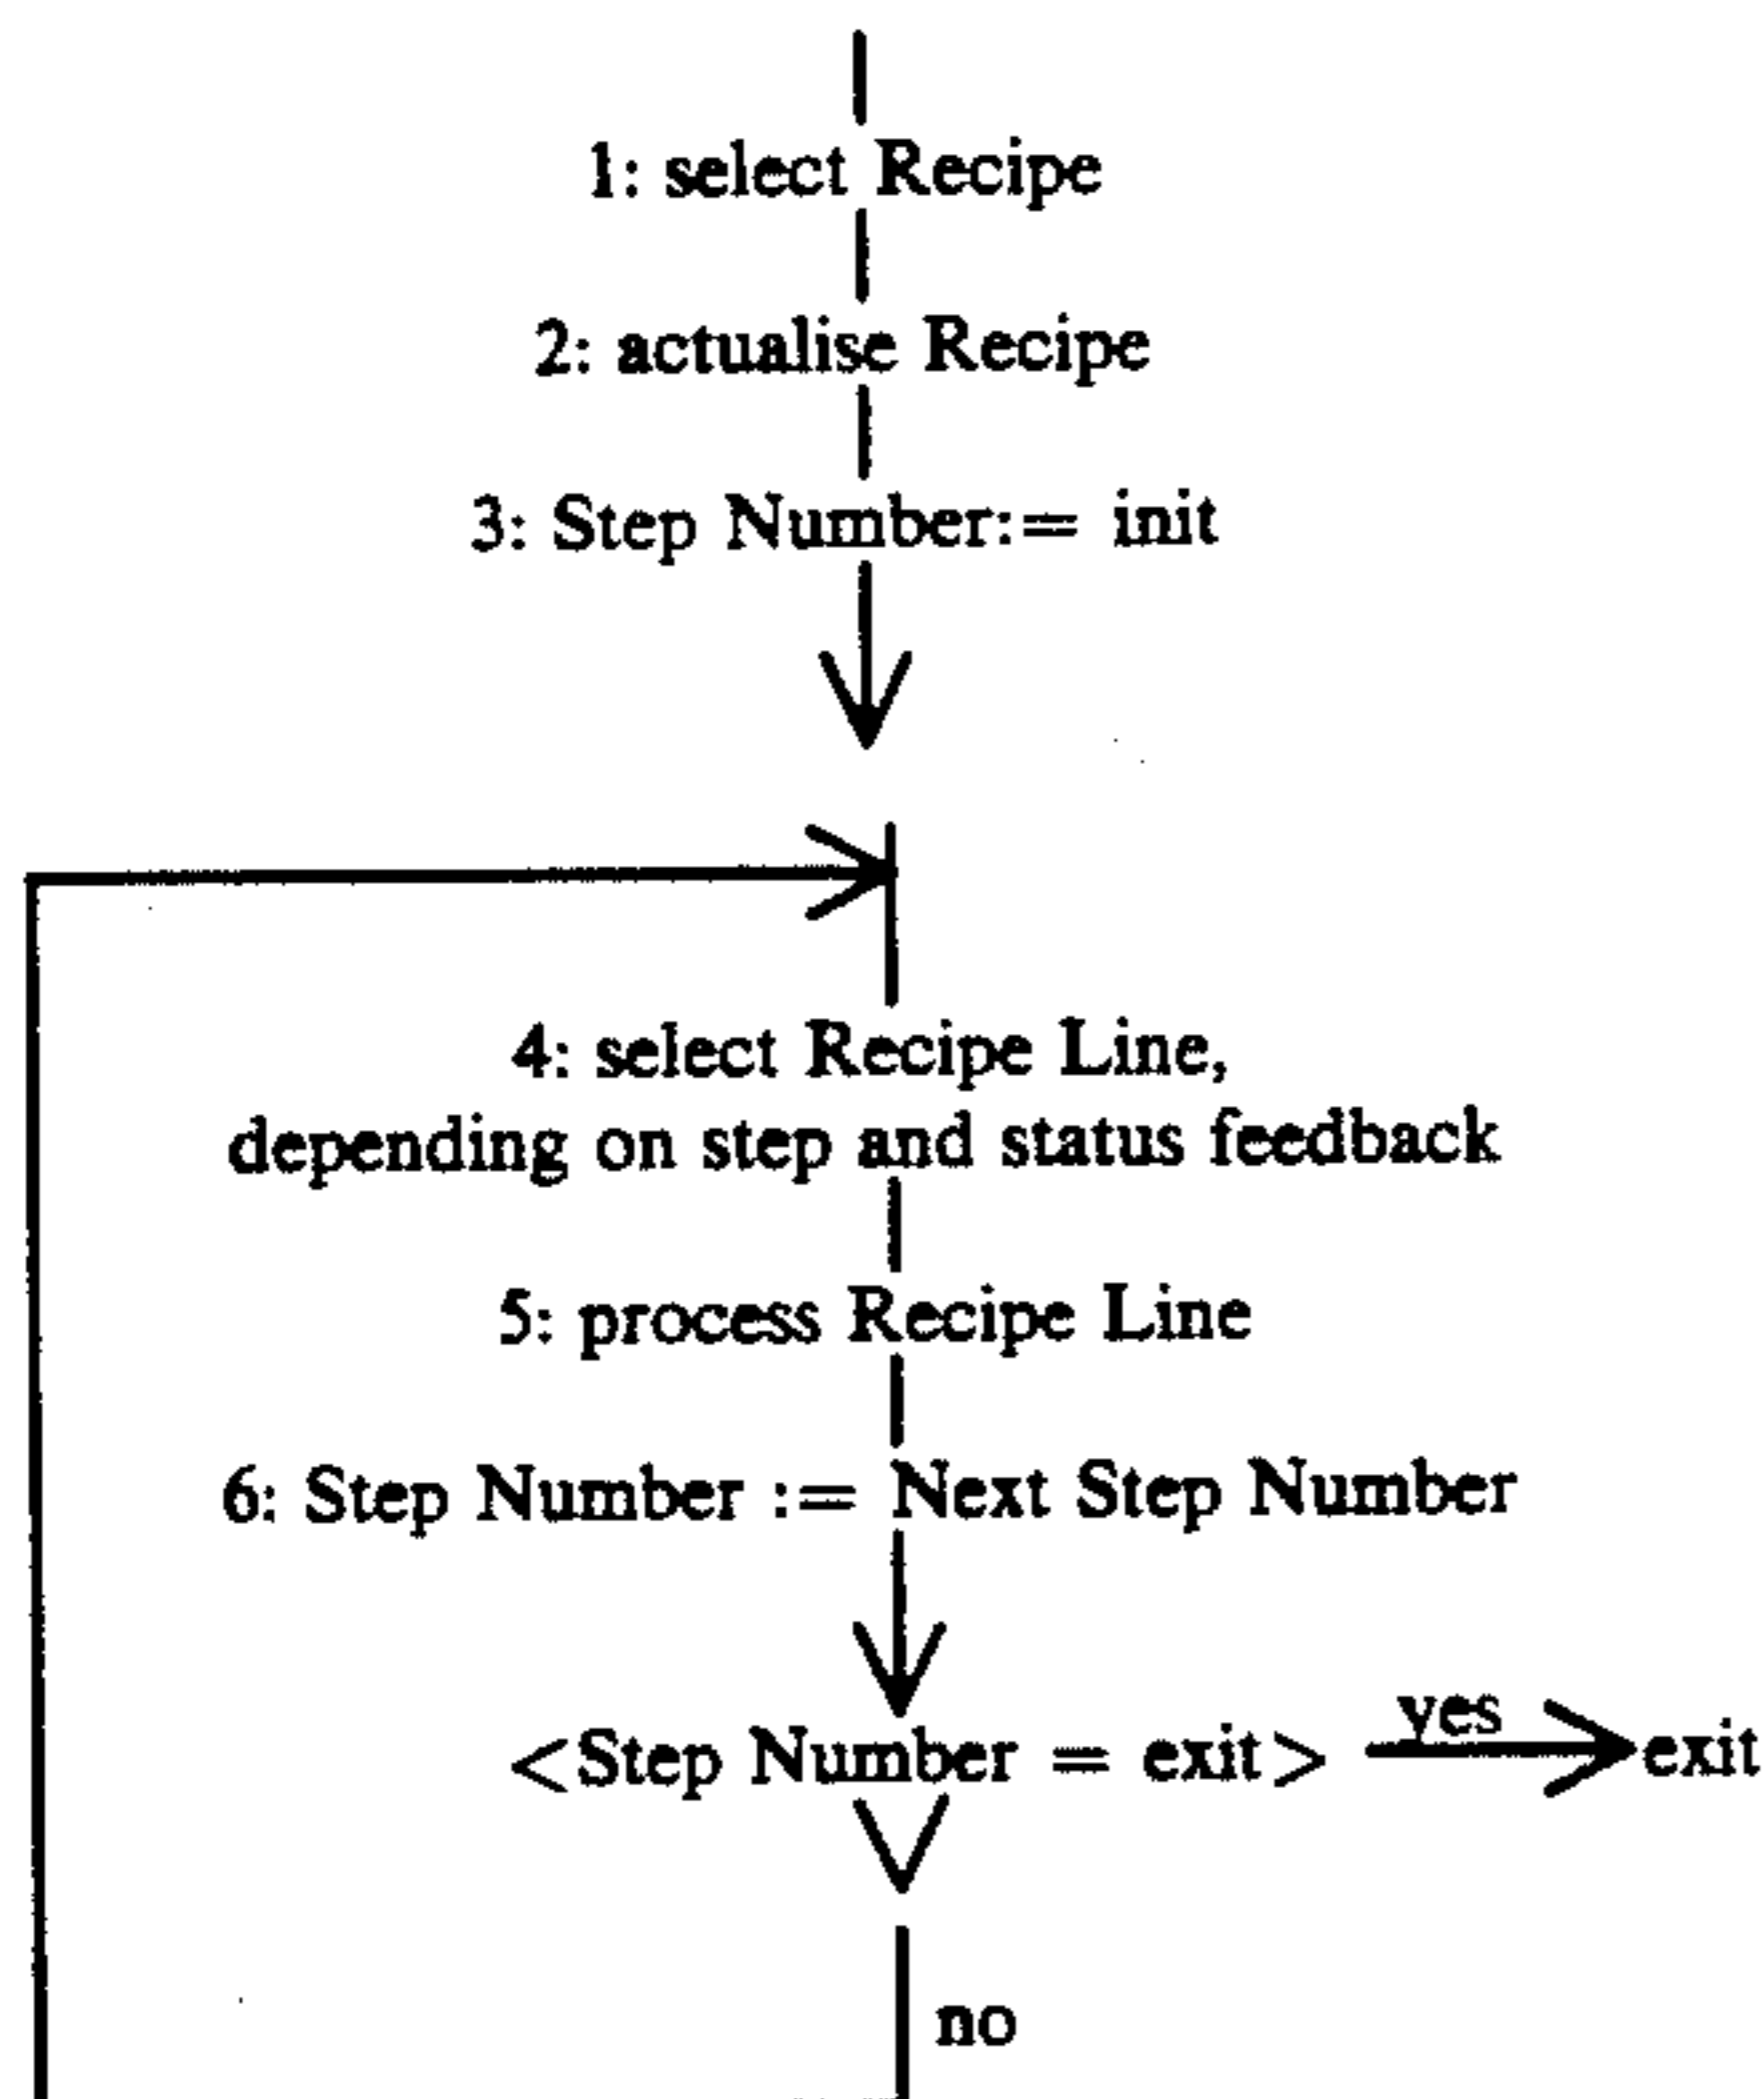 1: select Recipe
2: actualise Recipe
3: Step Number:= init
4: select Recipe Line,
depending on step and status feedback
5: process Recipe Line
6: Step Number := Next Step Number
<Step Number = exit> yes exit
no